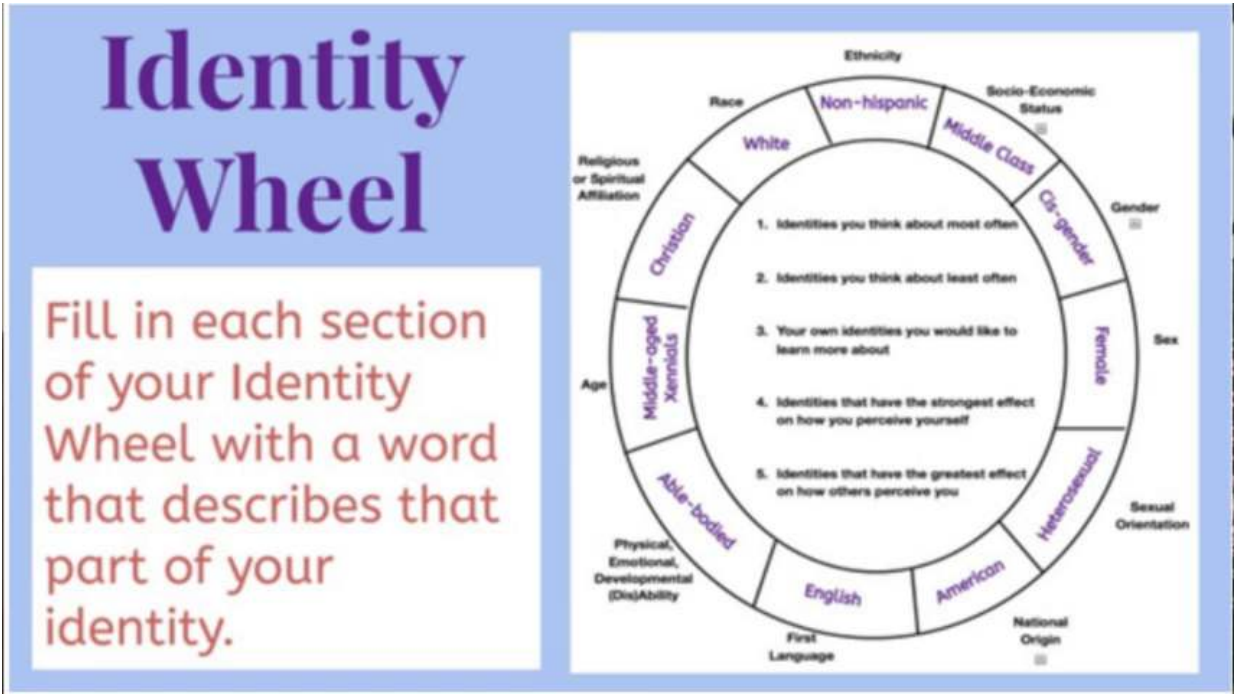 Identity
Wheel
Fill in each section
of your Identity
Wheel with a word
that describes that
part of your
identity.
Ethnicity
Non-hispanic
Socio-Economic
Status
Middle Class
Gender
Cis-gender
Sex
Female
Sexual
Orientation
Heterosexual
National
Origin
American
First
Language
English
Physical,
Emotional,
Developmental
(Dis)Ability
Able-bodied
Age
Middle-aged
Xennials
Religious
or Spiritual
Affiliation
Christian
Race
White
1. Identities you think about most often
2. Identities you think about least often
3. Your own identities you would like to
learn more about
4. Identities that have the strongest effect
on how you perceive yourself
5. Identities that have the greatest effect
on how others perceive you